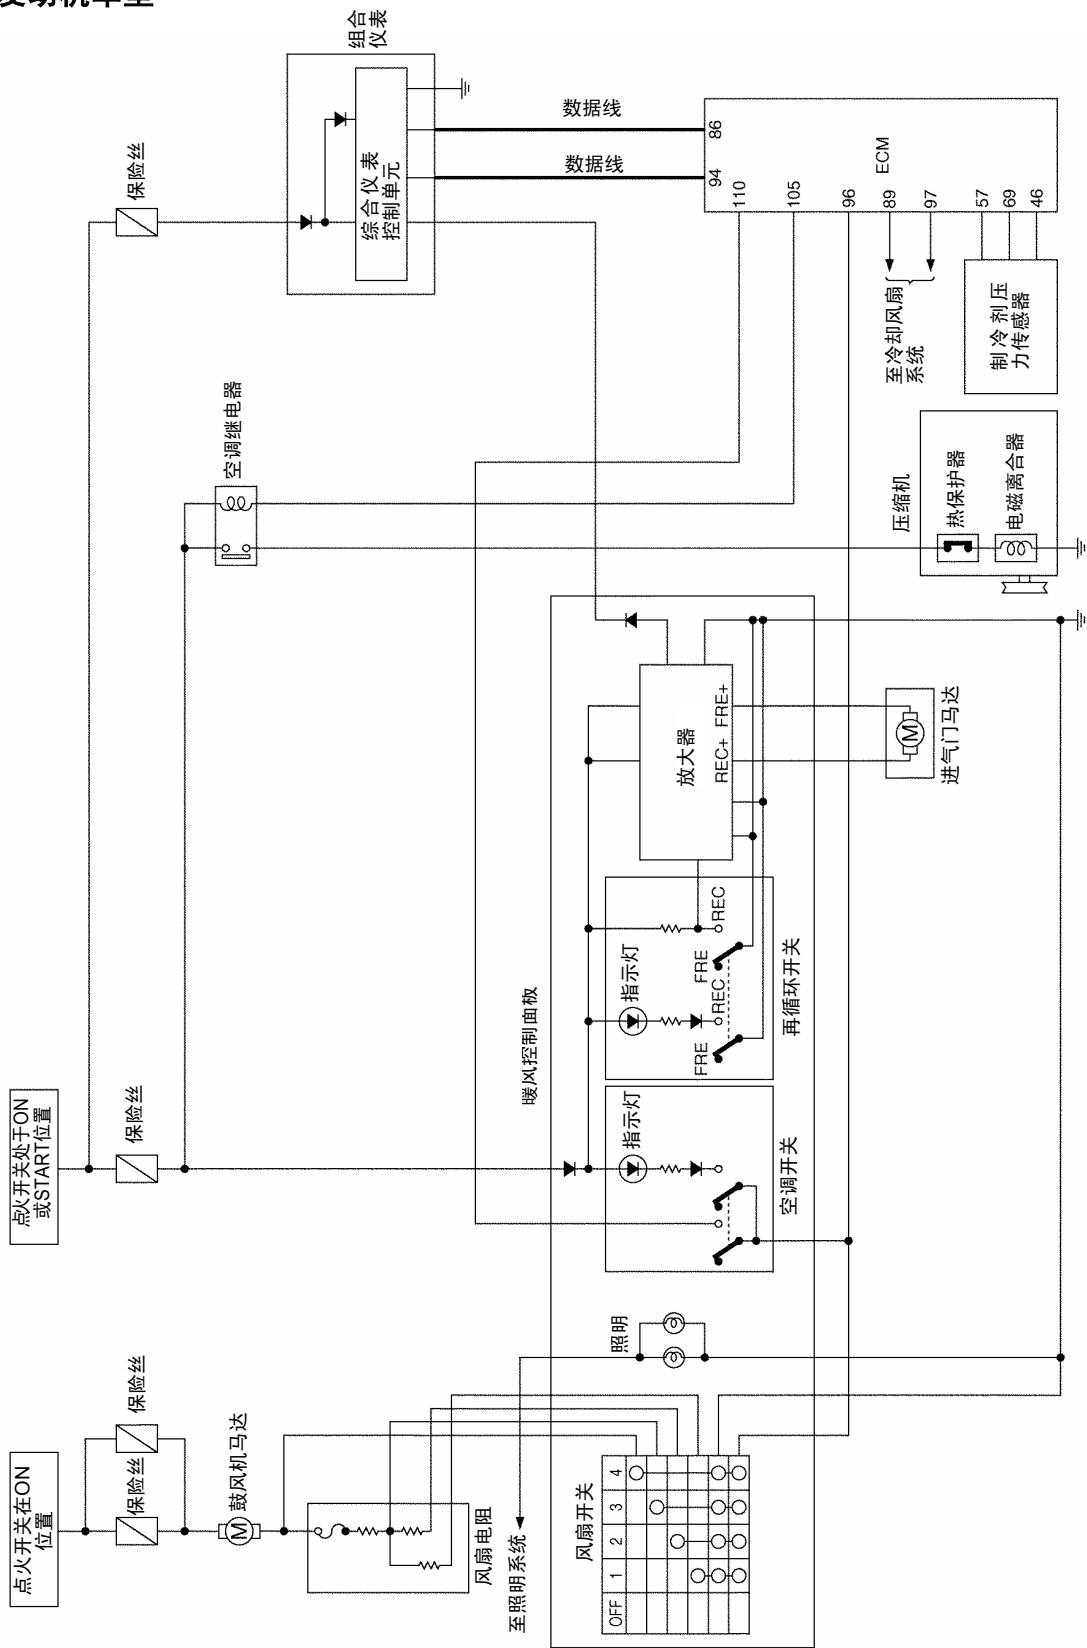 组合
仪表
保险丝
综合仪表
控制单元
数据线
数据线
86
94
110
105
96
89
97
57
69
46
ECM
至冷却风扇
系统
制冷剂压
力传感器
空调继电器
压缩机
热保护器
电磁离合器
放大器
REC+
FRE+
进气门马达
暖风控制面板
指示灯
FRE
REC
FRE
REC
再循环开关
点火开关处于ON
或START位置
保险丝
指示灯
空调开关
照明
点火开关在ON
位置
保险丝
保险丝
鼓风机马达
风扇电阻
至照明系统
风扇开关
OFF
1
2
3
4
M
M